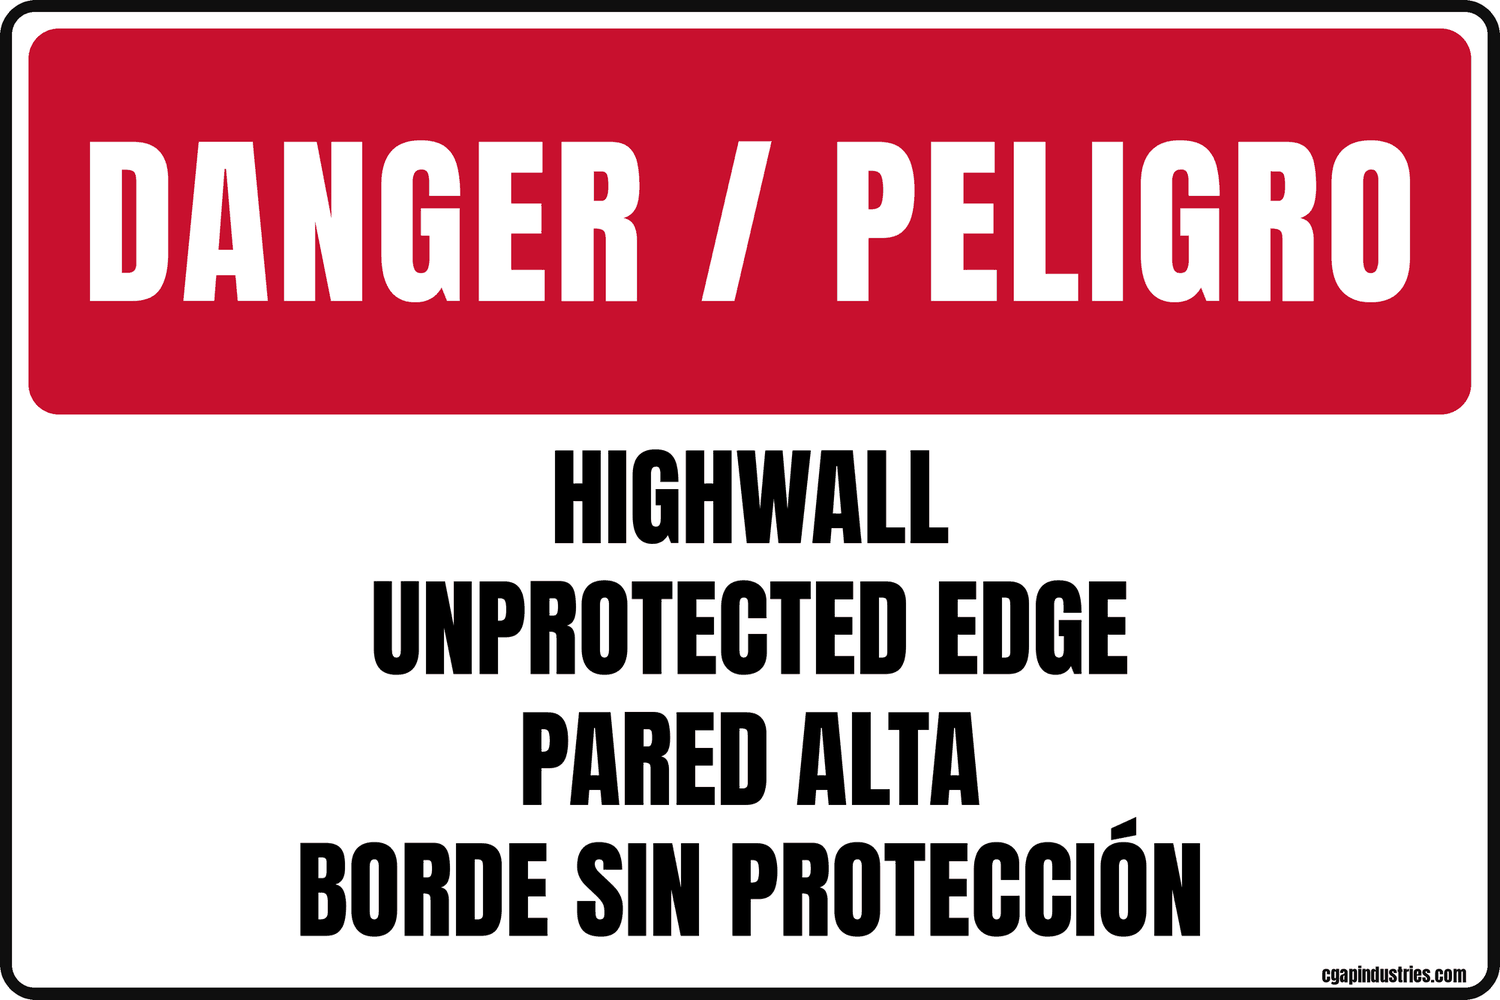 DANGER / PELIGRO
HIGHWALL
UNPROTECTED EDGE
PARED ALTA
BORDE SIN PROTECCIÓN
cgapindustries.com